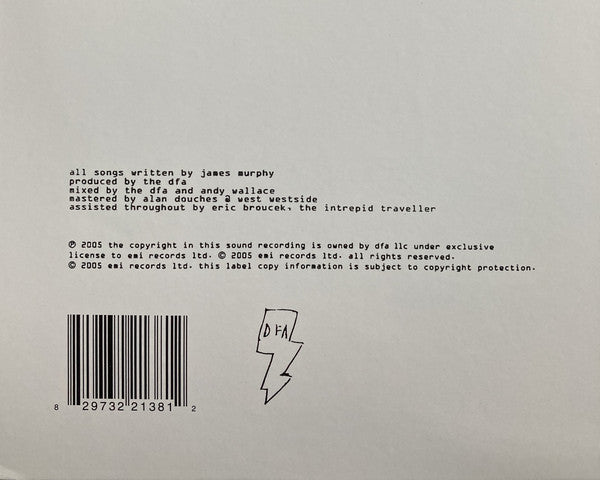 all songs written by james murphy
produced by the dfa
mixed by the dfa and andy wallace
mastered by alan douches @ west westside
assisted throughout by eric broucek, the intrepid traveller
℗ 2005 the copyright in this sound recording is owned by dfa llc under exclusive
license to emi records ltd. © 2005 emi records ltd. all rights reserved.
© 2005 emi records ltd. this label copy information is subject to copyright protection.
DFA
8 29732 21381 2